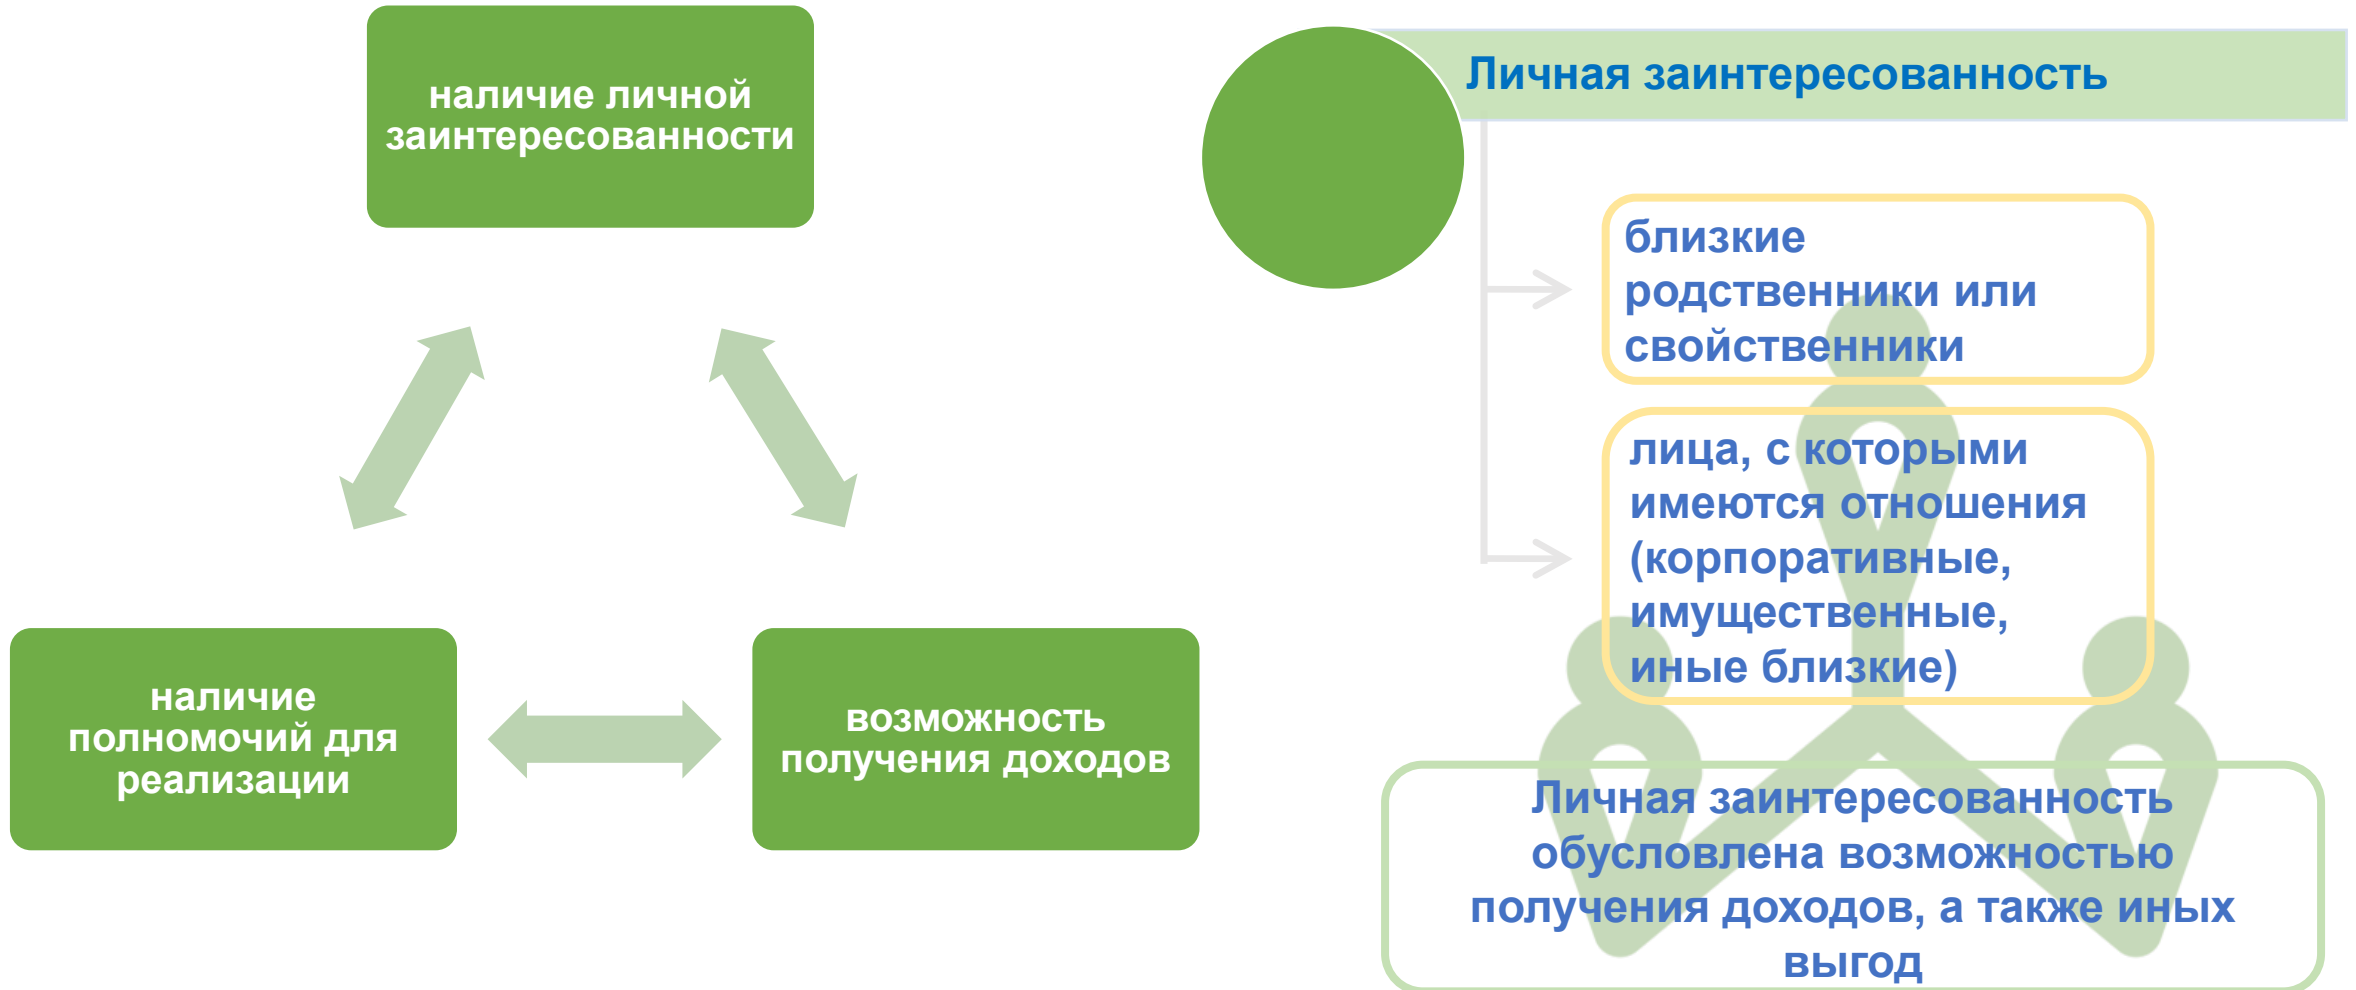 наличие личной
заинтересованности
наличие
полномочий для
реализации
возможность
получения доходов
Личная заинтересованность
близкие
родственники или
свойственники
лица, с которыми
имеются отношения
(корпоративные,
имущественные,
иные близкие)
Личная заинтересованность
обусловлена возможностью
получения доходов, а также иных
выгод